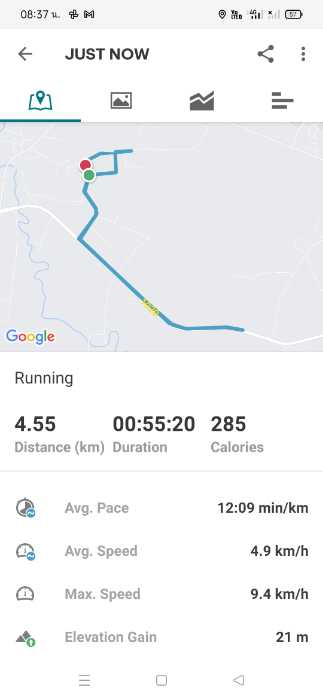 08:37 น.
57
JUST NOW
Google
Running
4.55 00:55:20 285
Distance (km) Duration Calories
Avg. Pace 12:09 min/km
Avg. Speed 4.9 km/h
Max. Speed 9.4 km/h
Elevation Gain 21 m